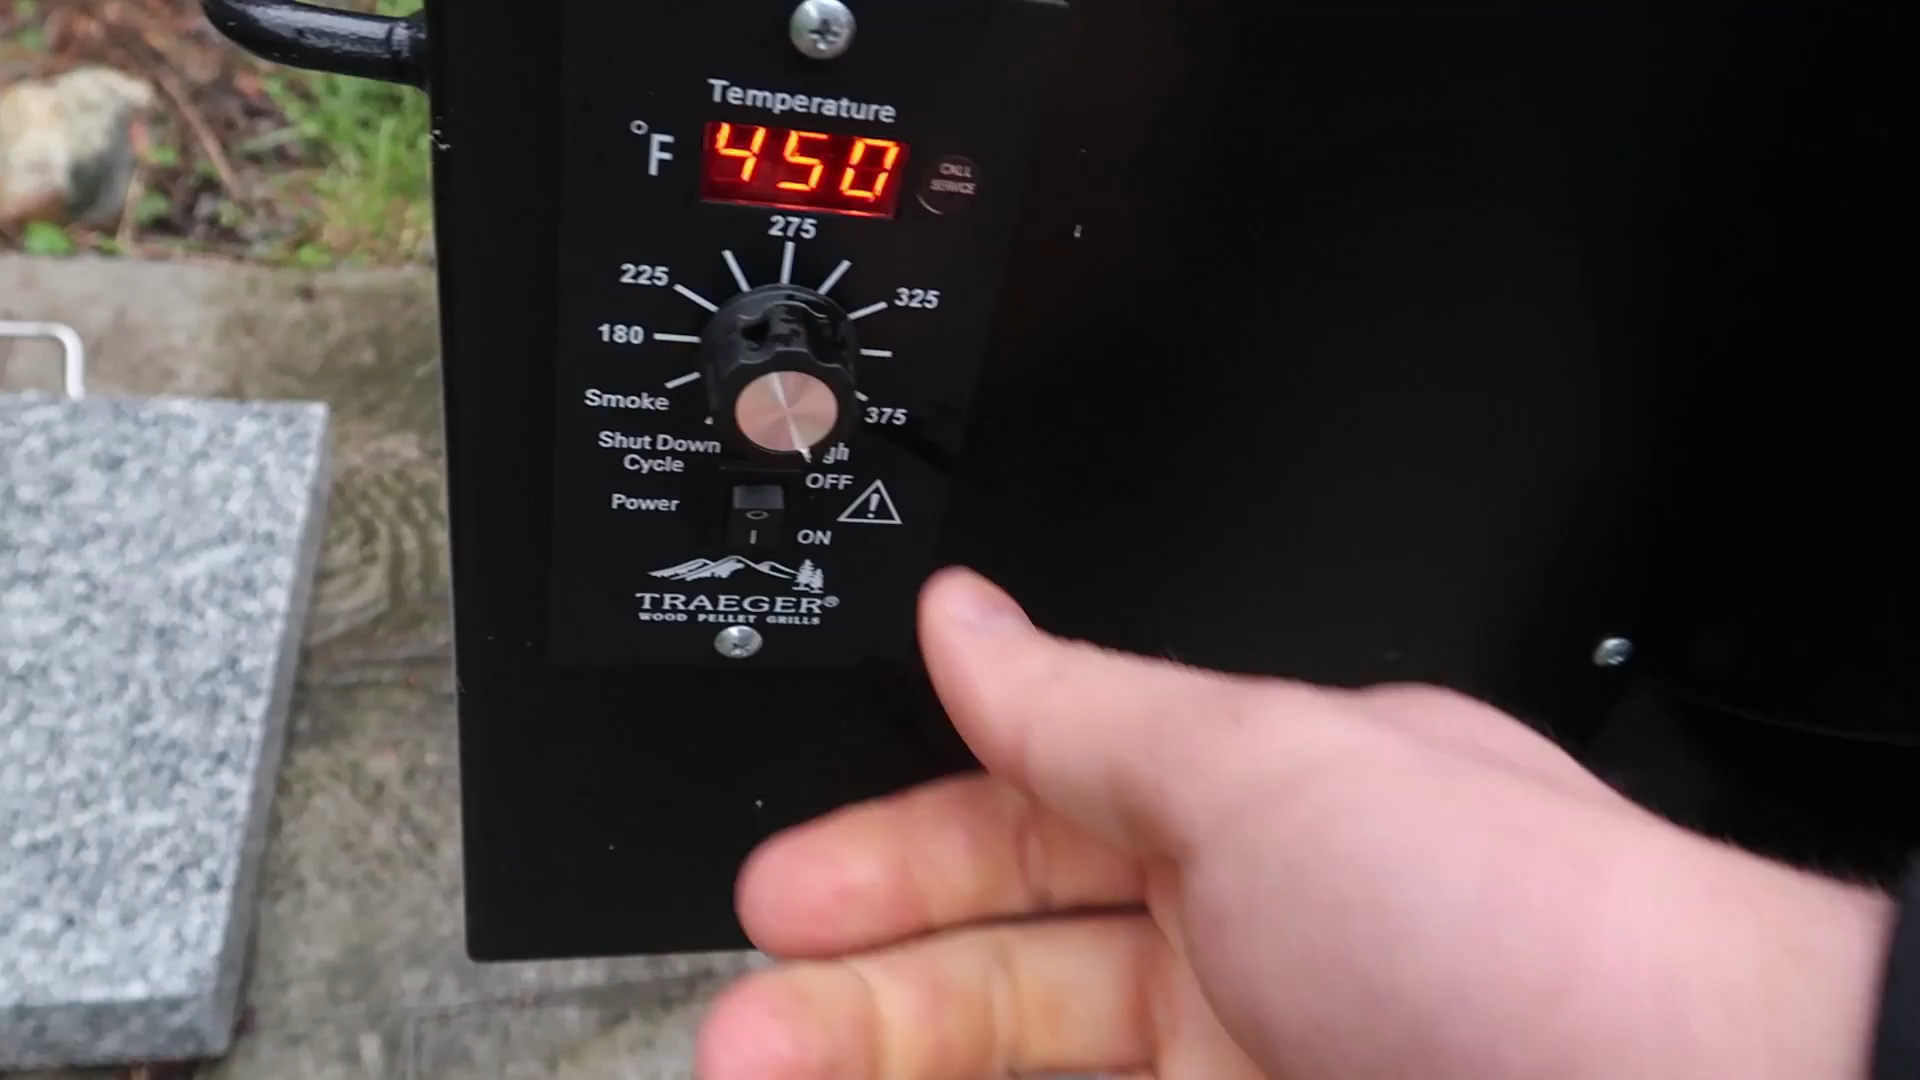 Temperature
°F 450
CALL
SERVICE
275
225
325
180
Smoke
375
Shut Down
Cycle
gh
OFF
Power
ON
TRAEGER®
WOOD PELLET GRILLS